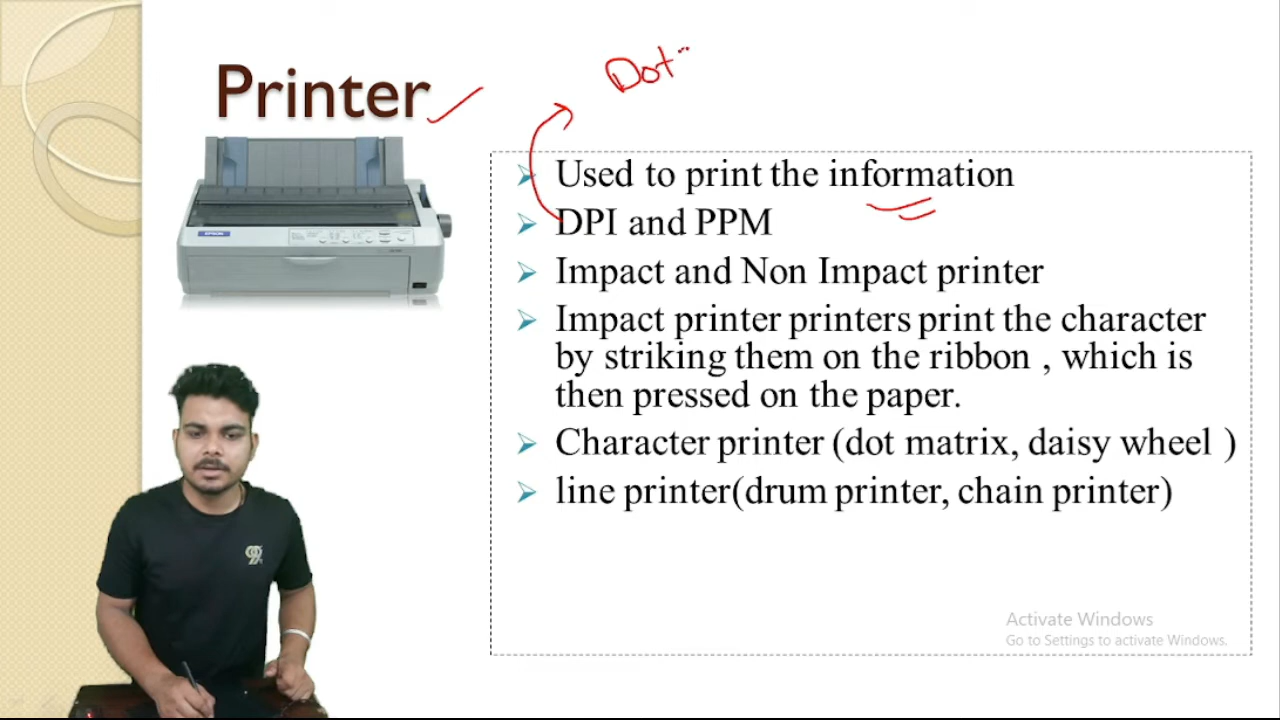 Printer
Dot
Used to print the information
DPI and PPM
Impact and Non Impact printer
Impact printer printers print the character
by striking them on the ribbon , which is
then pressed on the paper.
Character printer (dot matrix, daisy wheel )
line printer(drum printer, chain printer)
EPSON
99
Activate Windows
Go to Settings to activate Windows.